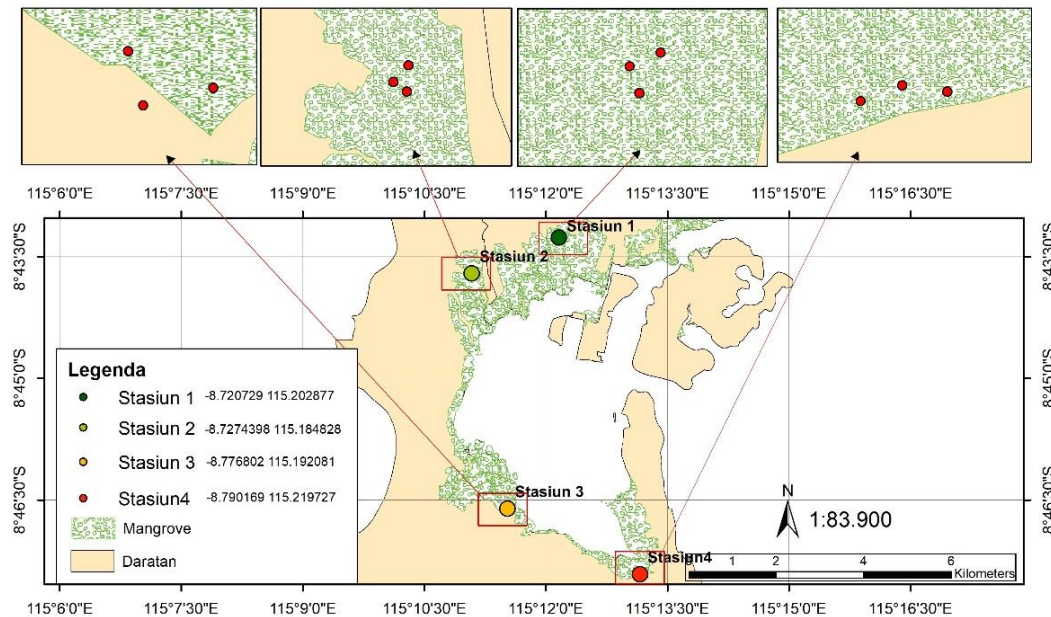 115°6'0"E 115°7'30"E 115°9'0"E 115°10'30"E 115°12'0"E 115°13'30"E 115°15'0"E 115°16'30"E
Stasiun 1
8°43'30"S
8°43'30"S
Stasiun 2
8°45'0"S
8°45'0"S
Legenda
Stasiun 1 -8.720729 115.202877
Stasiun 2 -8.7274398 115.184828
Stasiun 3 -8.776802 115.192081
Stasiun4 -8.790169 115.219727
Mangrove
Daratan
Stasiun 3
8°46'30"S
8°46'30"S
N
1:83.900
Stasiun4
1 2 4 6
Kilometers
115°6'0"E 115°7'30"E 115°9'0"E 115°10'30"E 115°12'0"E 115°13'30"E 115°15'0"E 115°16'30"E